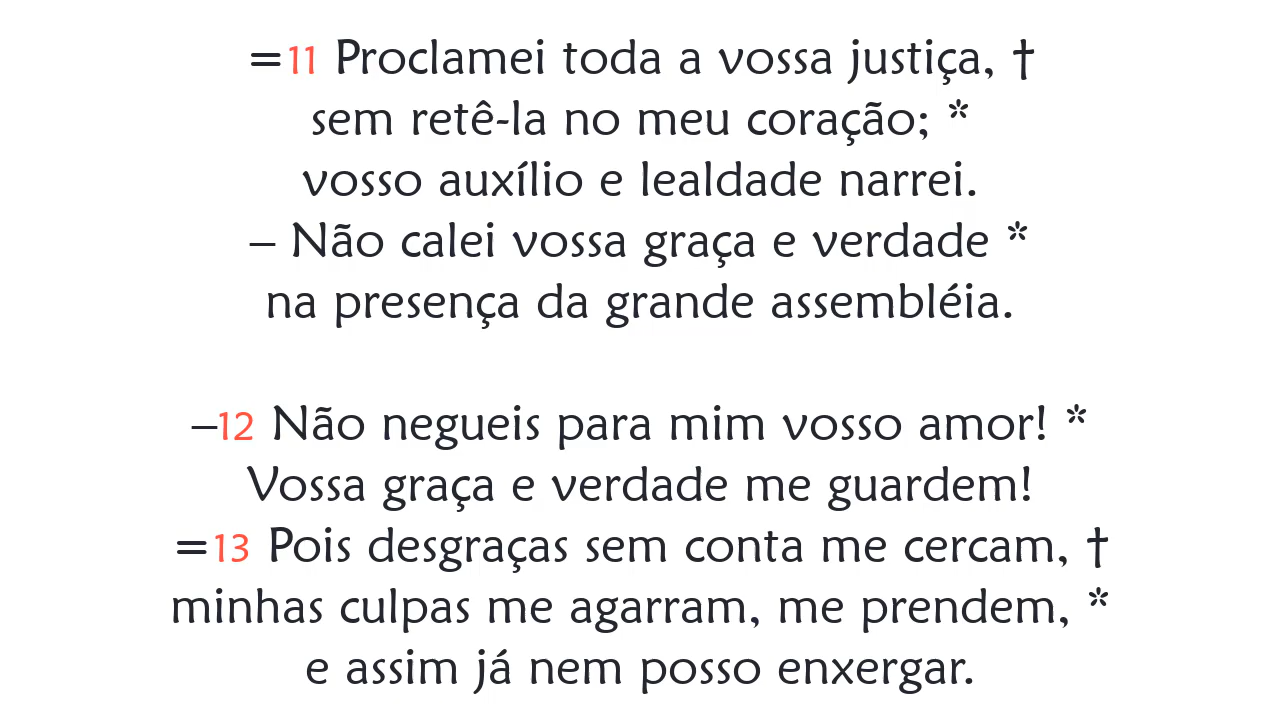 =11 Proclamei toda a vossa justiça, †
sem retê-la no meu coração; *
vosso auxílio e lealdade narrei.
– Não calei vossa graça e verdade *
na presença da grande assembléia.
–12 Não negueis para mim vosso amor! *
Vossa graça e verdade me guardem!
=13 Pois desgraças sem conta me cercam, †
minhas culpas me agarram, me prendem, *
e assim já nem posso enxergar.